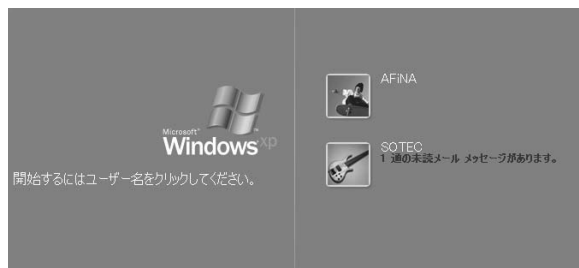 Microsoft
Windows xp
開始するにはユーザー名をクリックしてください。
AFiNA
SOTEC
1 通の未読メール メッセージがあります。